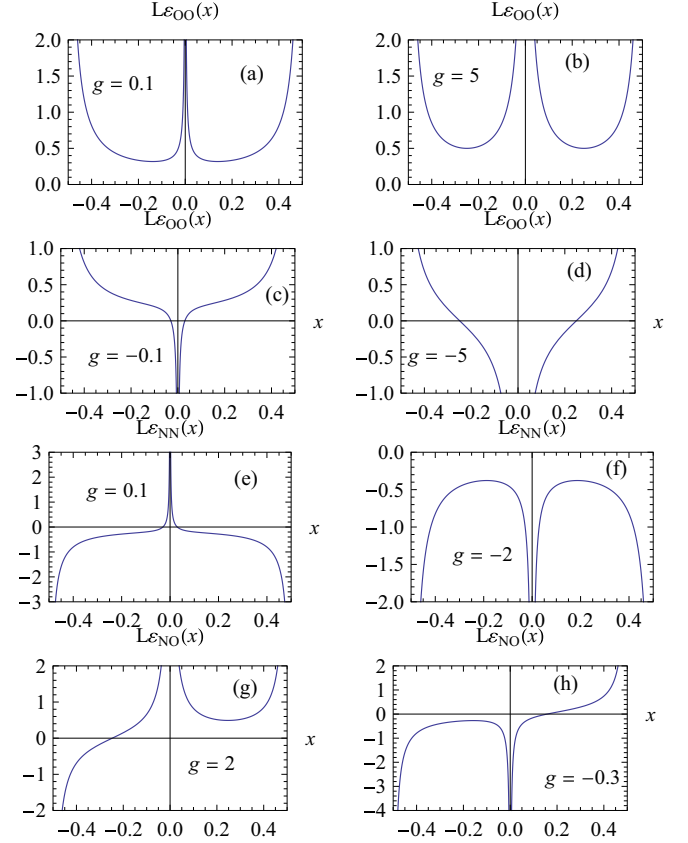 Lε_OO(x) Lε_OO(x)
2.0 2.0
(a) (b)
g = 0.1 g = 5
1.5 1.5
1.0 1.0
0.5 0.5
0.0 0.0
−0.4 −0.2 0.0 0.2 0.4 −0.4 −0.2 0.0 0.2 0.4
Lε_OO(x) Lε_OO(x)
1.0 1.0
(c) (d)
0.5 0.5
0.0 x 0.0 x
−0.5 g = −0.1 −0.5 g = −5
−1.0 −1.0
−0.4 −0.2 0.0 0.2 0.4 −0.4 −0.2 0.0 0.2 0.4
Lε_NN(x) Lε_NN(x)
3 0.0
(e) (f)
2 −0.5
g = 0.1
1 −1.0
0 x
−1 g = −2
−2 −1.5
−3 −2.0
−0.4 −0.2 0.0 0.2 0.4 −0.4 −0.2 0.0 0.2 0.4
Lε_NO(x) Lε_NO(x)
2 2
(g) (h)
1 1
0 x 0 x
−1 g = 2 −1
−2 −2
−3 g = −0.3
−4
−0.4 −0.2 0.0 0.2 0.4 −0.4 −0.2 0.0 0.2 0.4